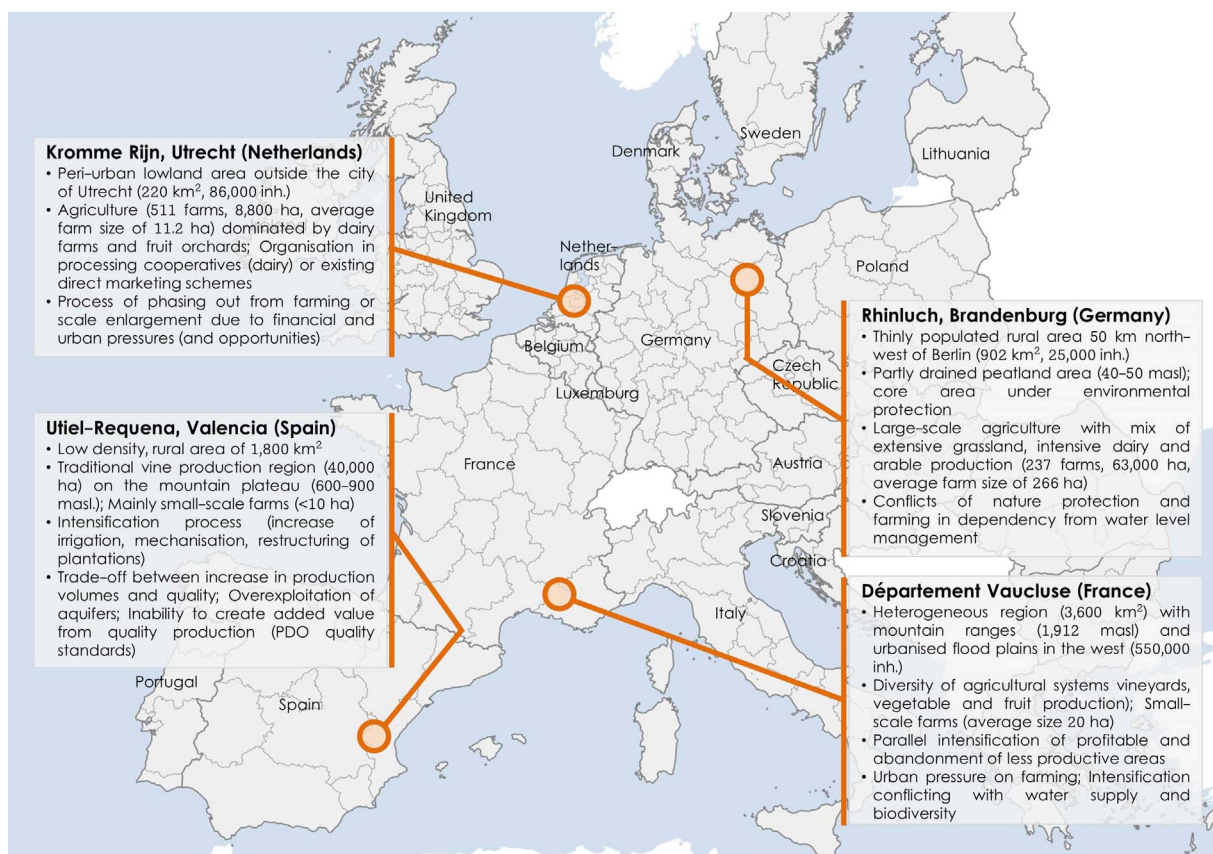 Sweden
Denmark
Lithuania
United
Kingdom
Nether–
lands
Poland
Belgium
Germany
Czech
Republic
Luxemburg
France
Austria
Slovenia
Croatia
Italy
Portugal
Spain
Kromme Rijn, Utrecht (Netherlands)
• Peri–urban lowland area outside the city
of Utrecht (220 km², 86,000 inh.)
• Agriculture (511 farms, 8,800 ha, average
farm size of 11.2 ha) dominated by dairy
farms and fruit orchards; Organisation in
processing cooperatives (dairy) or existing
direct marketing schemes
• Process of phasing out from farming or
scale enlargement due to financial and
urban pressures (and opportunities)
Utiel–Requena, Valencia (Spain)
• Low density, rural area of 1,800 km²
• Traditional vine production region (40,000
ha) on the mountain plateau (600–900
masl.); Mainly small–scale farms (<10 ha)
• Intensification process (increase of
irrigation, mechanisation, restructuring of
plantations)
• Trade–off between increase in production
volumes and quality; Overexploitation of
aquifers; Inability to create added value
from quality production (PDO quality
standards)
Rhinluch, Brandenburg (Germany)
• Thinly populated rural area 50 km north–
west of Berlin (902 km², 25,000 inh.)
• Partly drained peatland area (40–50 masl);
core area under environmental
protection
• Large–scale agriculture with mix of
extensive grassland, intensive dairy and
arable production (237 farms, 63,000 ha,
average farm size of 266 ha)
• Conflicts of nature protection and
farming in dependency from water level
management
Département Vaucluse (France)
• Heterogeneous region (3,600 km²) with
mountain ranges (1,912 masl) and
urbanised flood plains in the west (550,000
inh.)
• Diversity of agricultural systems vineyards,
vegetable and fruit production); Small–
scale farms (average size 20 ha)
• Parallel intensification of profitable and
abandonment of less productive areas
• Urban pressure on farming; Intensification
conflicting with water supply and
biodiversity